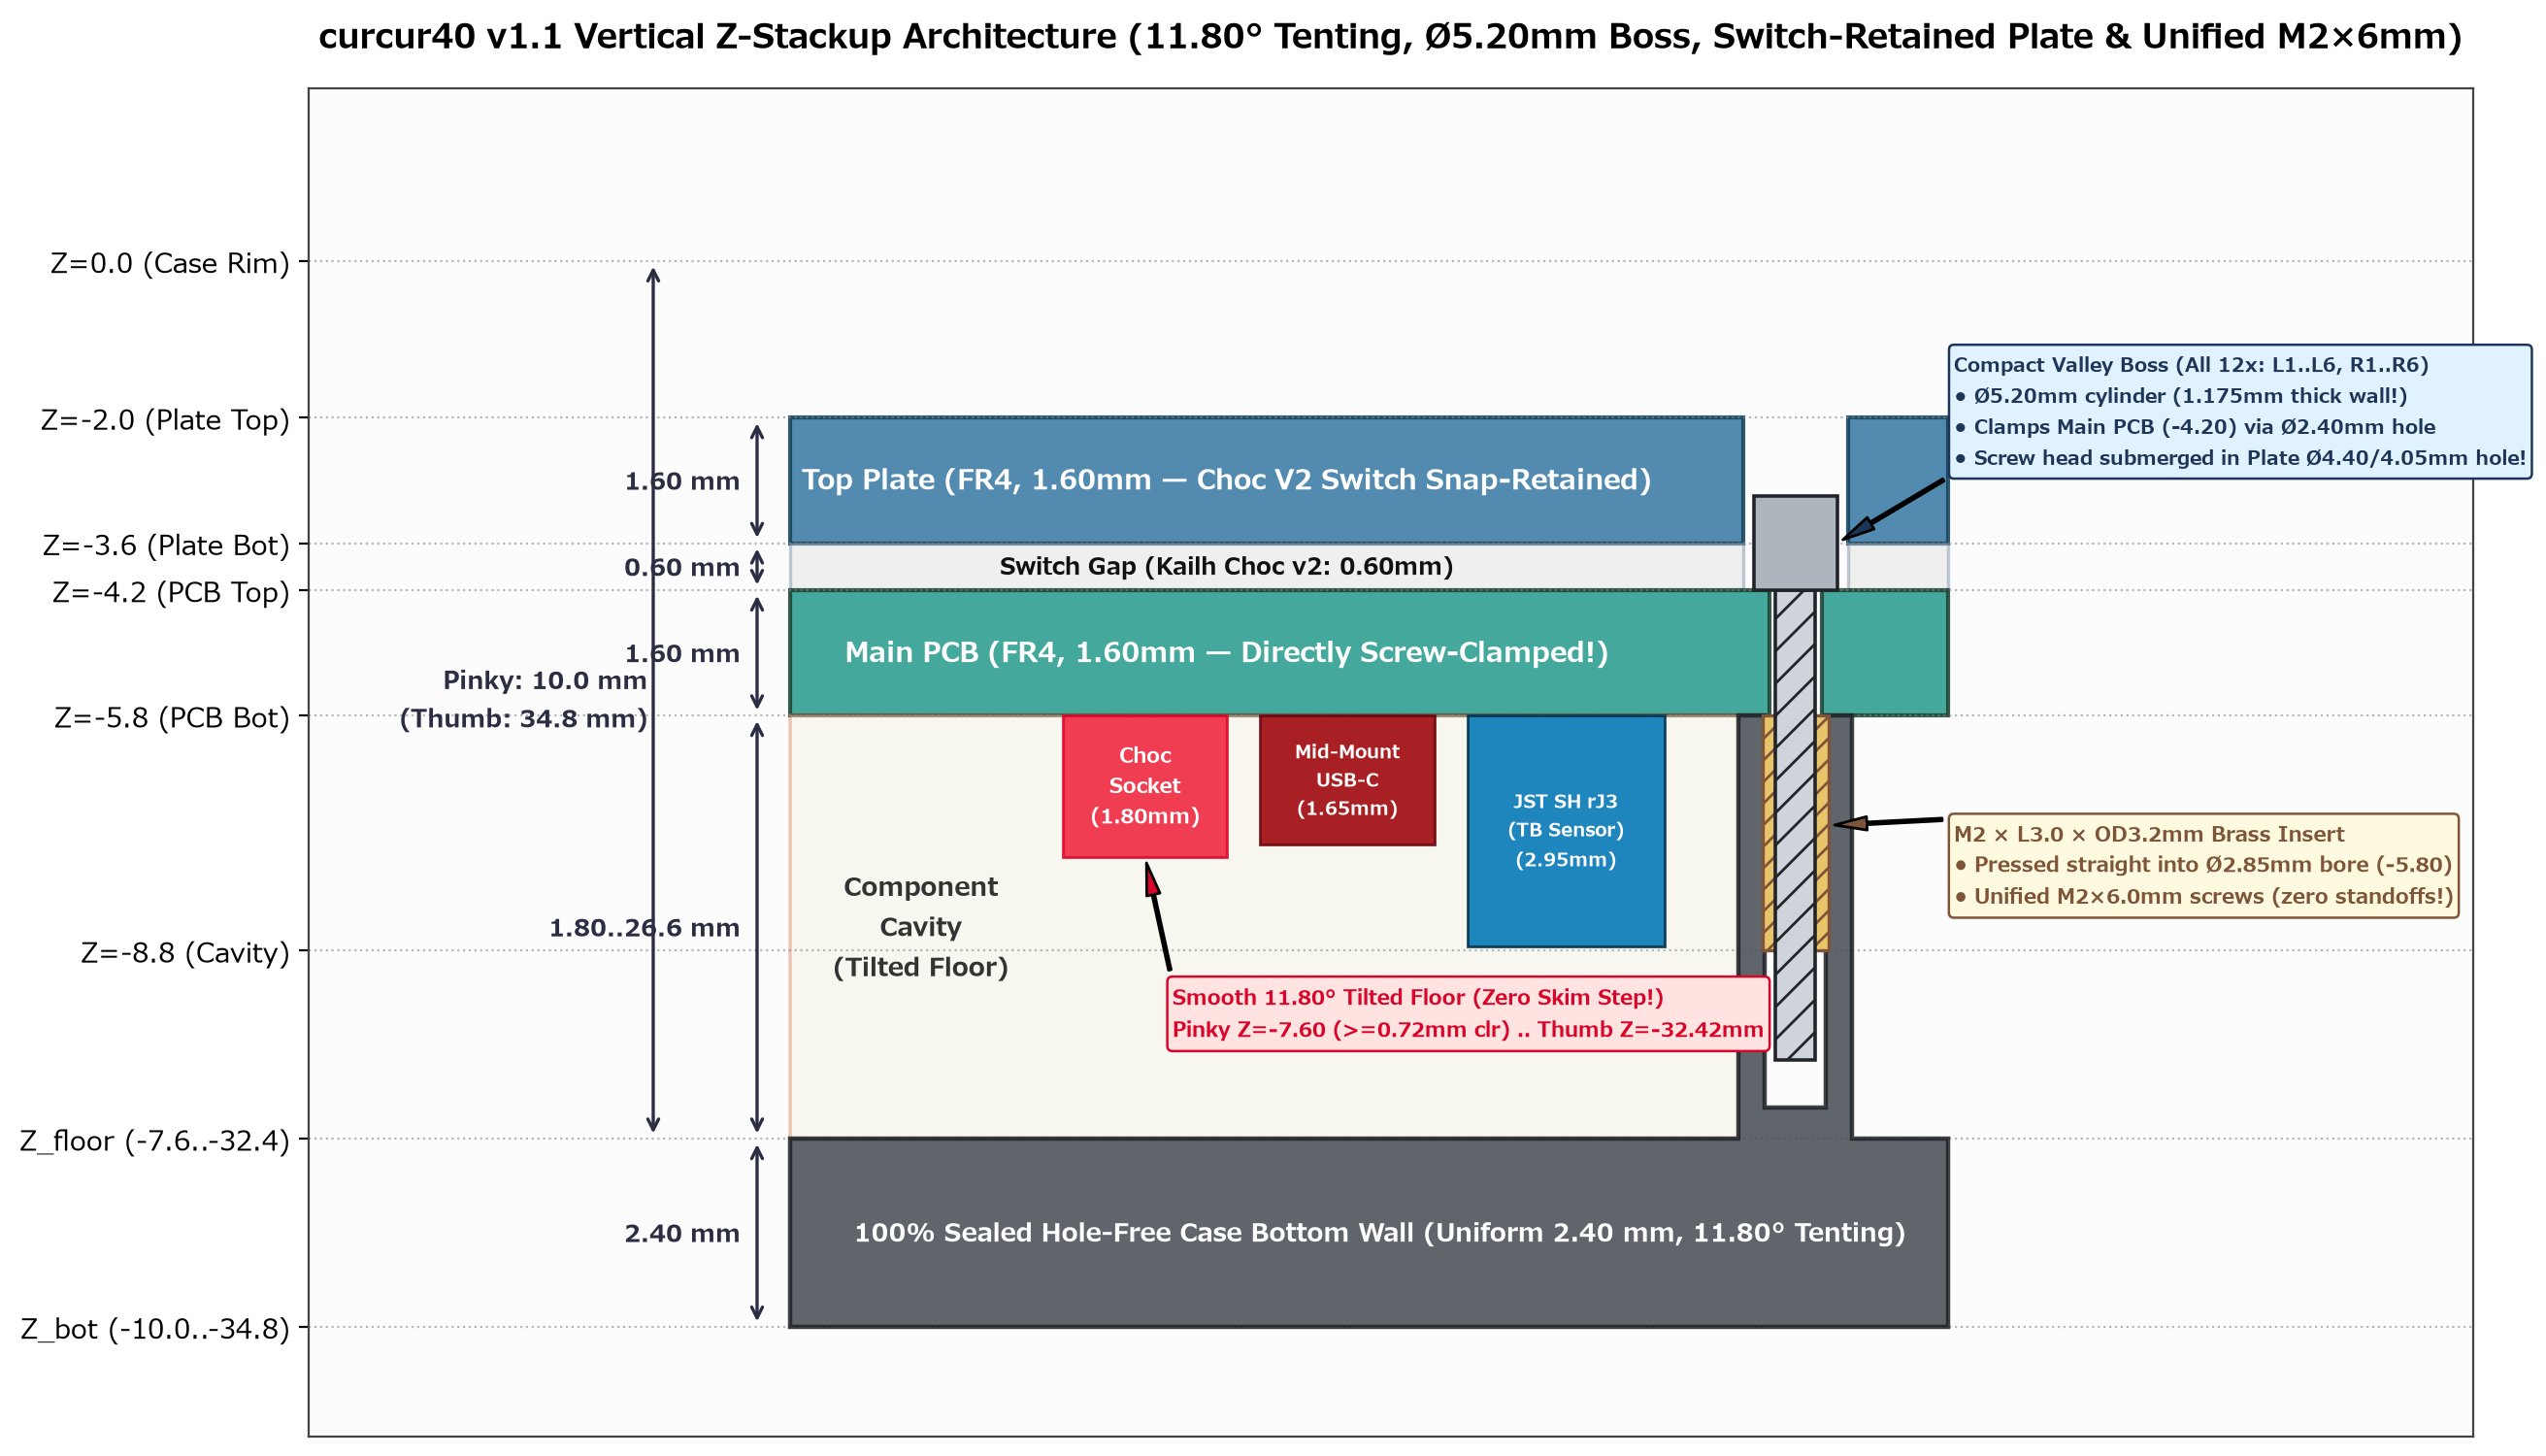 curcur40 v1.1 Vertical Z-Stackup Architecture (11.80° Tenting, Ø5.20mm Boss, Switch-Retained Plate & Unified M2×6mm)
Z=0.0 (Case Rim)
Z=-2.0 (Plate Top)
Z=-3.6 (Plate Bot)
Z=-4.2 (PCB Top)
Z=-5.8 (PCB Bot)
Z=-8.8 (Cavity)
Z_floor (-7.6..-32.4)
Z_bot (-10.0..-34.8)
Pinky: 10.0 mm
(Thumb: 34.8 mm)
1.60 mm
0.60 mm
1.60 mm
1.80..26.6 mm
2.40 mm
Top Plate (FR4, 1.60mm — Choc V2 Switch Snap-Retained)
Switch Gap (Kailh Choc v2: 0.60mm)
Main PCB (FR4, 1.60mm — Directly Screw-Clamped!)
Choc
Socket
(1.80mm)
Mid-Mount
USB-C
(1.65mm)
JST SH rJ3
(TB Sensor)
(2.95mm)
Component
Cavity
(Tilted Floor)
Smooth 11.80° Tilted Floor (Zero Skim Step!)
Pinky Z=-7.60 (>=0.72mm clr) .. Thumb Z=-32.42mm
100% Sealed Hole-Free Case Bottom Wall (Uniform 2.40 mm, 11.80° Tenting)
Compact Valley Boss (All 12x: L1..L6, R1..R6)
• Ø5.20mm cylinder (1.175mm thick wall!)
• Clamps Main PCB (-4.20) via Ø2.40mm hole
• Screw head submerged in Plate Ø4.40/4.05mm hole!
M2 × L3.0 × OD3.2mm Brass Insert
• Pressed straight into Ø2.85mm bore (-5.80)
• Unified M2×6.0mm screws (zero standoffs!)